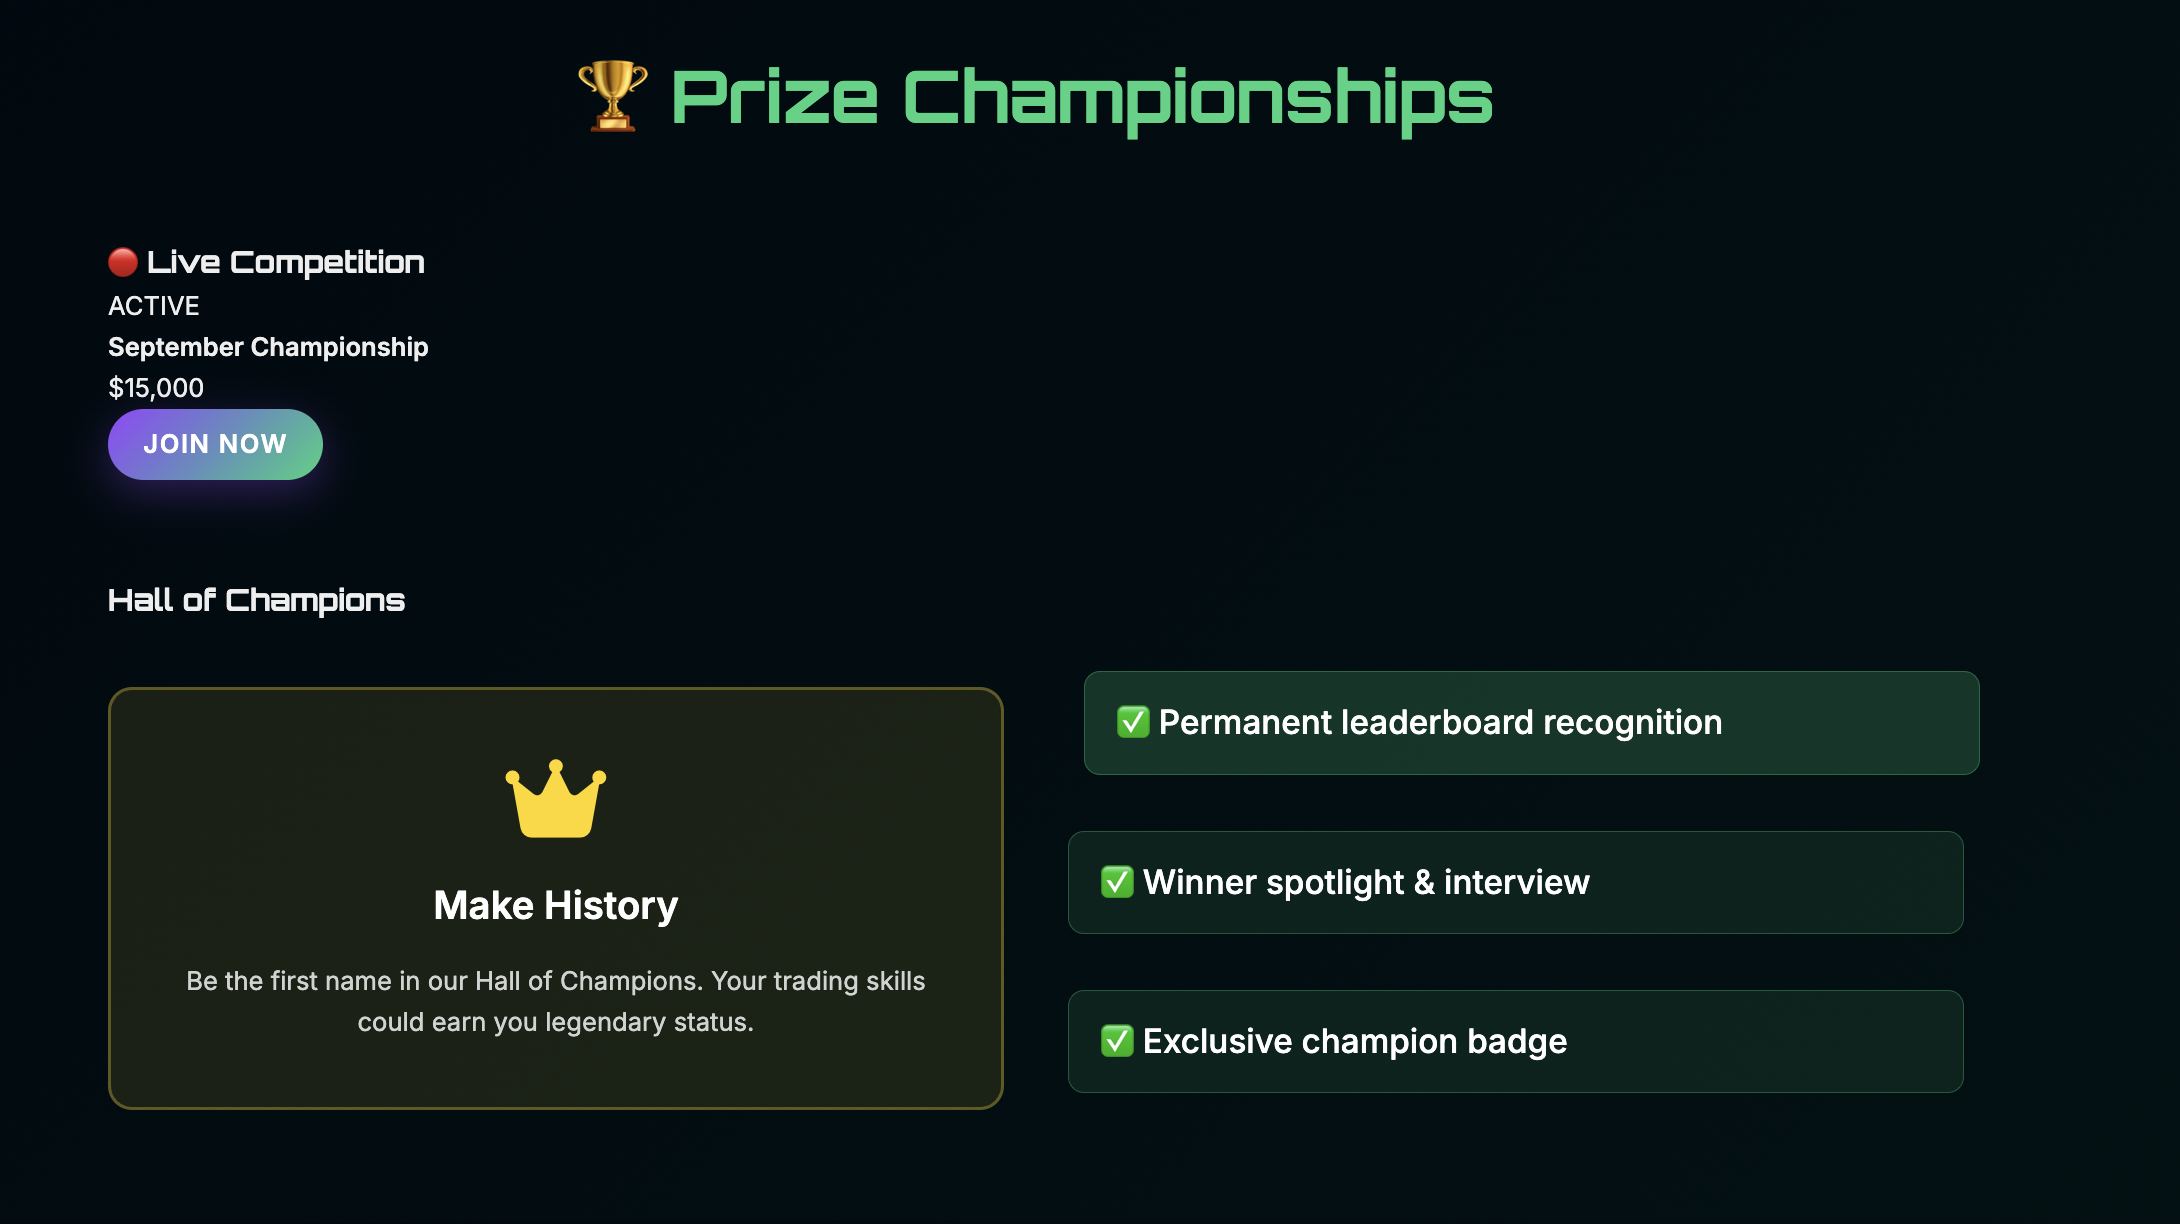 🏆 Prize Championships
🔴 Live Competition
ACTIVE
September Championship
$15,000
JOIN NOW
Hall of Champions
Make History
Be the first name in our Hall of Champions. Your trading skills
could earn you legendary status.
✅ Permanent leaderboard recognition
✅ Winner spotlight & interview
✅ Exclusive champion badge